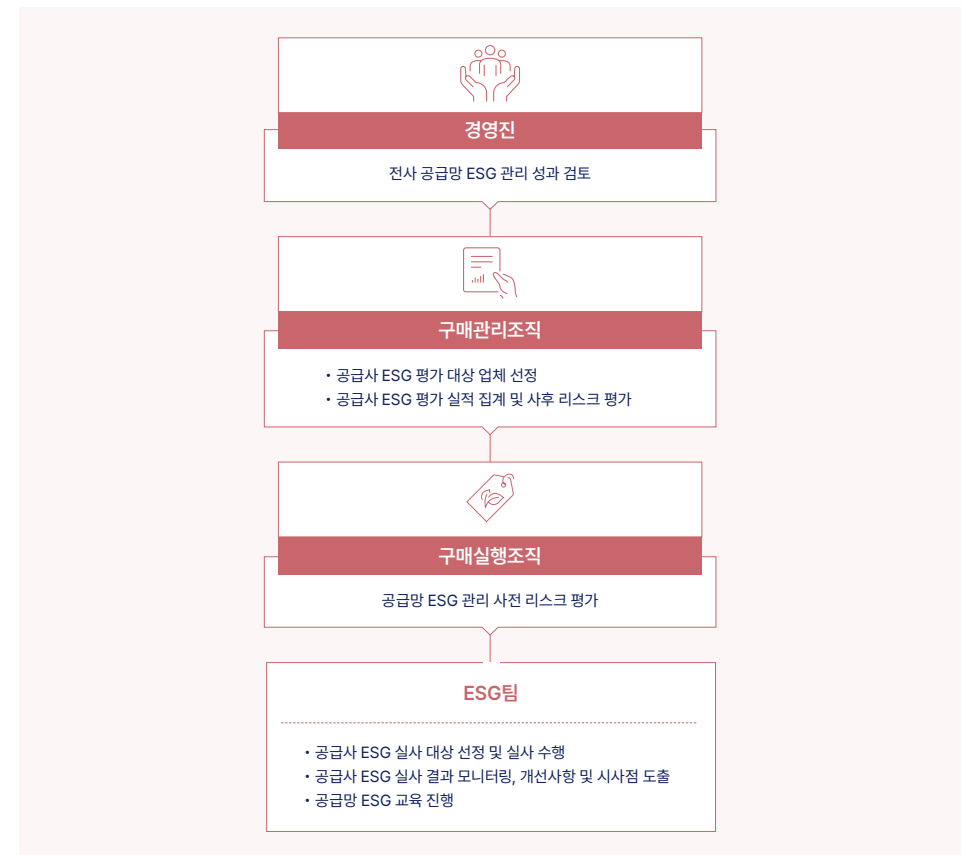 경영진
전사 공급망 ESG 관리 성과 검토
구매관리조직
• 공급사 ESG 평가 대상 업체 선정
• 공급사 ESG 평가 실적 집계 및 사후 리스크 평가
구매실행조직
공급망 ESG 관리 사전 리스크 평가
ESG팀
• 공급사 ESG 실사 대상 선정 및 실사 수행
• 공급사 ESG 실사 결과 모니터링, 개선사항 및 시사점 도출
• 공급망 ESG 교육 진행